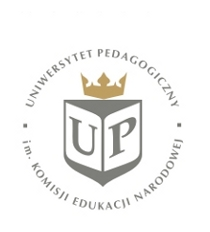 UNIWERSYTET PEDAGOGICZNY
UP
im. KOMISJI EDUKACJI NARODOWEJ